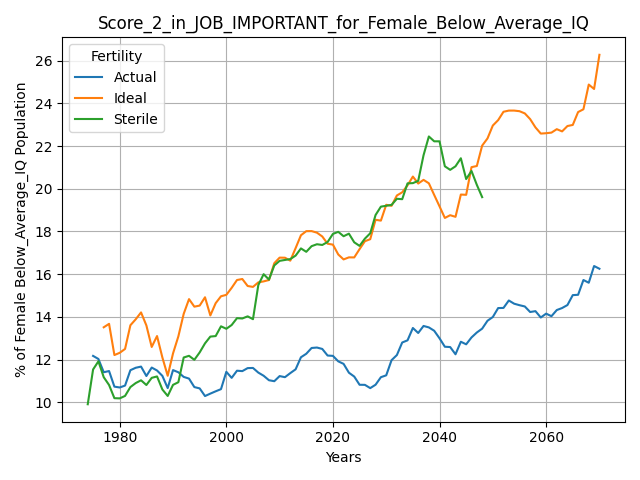 Score_2_in_JOB_IMPORTANT_for_Female_Below_Average_IQ
Fertility
Actual
Ideal
Sterile
% of Female Below_Average_IQ Population
26
24
22
20
18
16
14
12
10
1980
2000
2020
2040
2060
Years